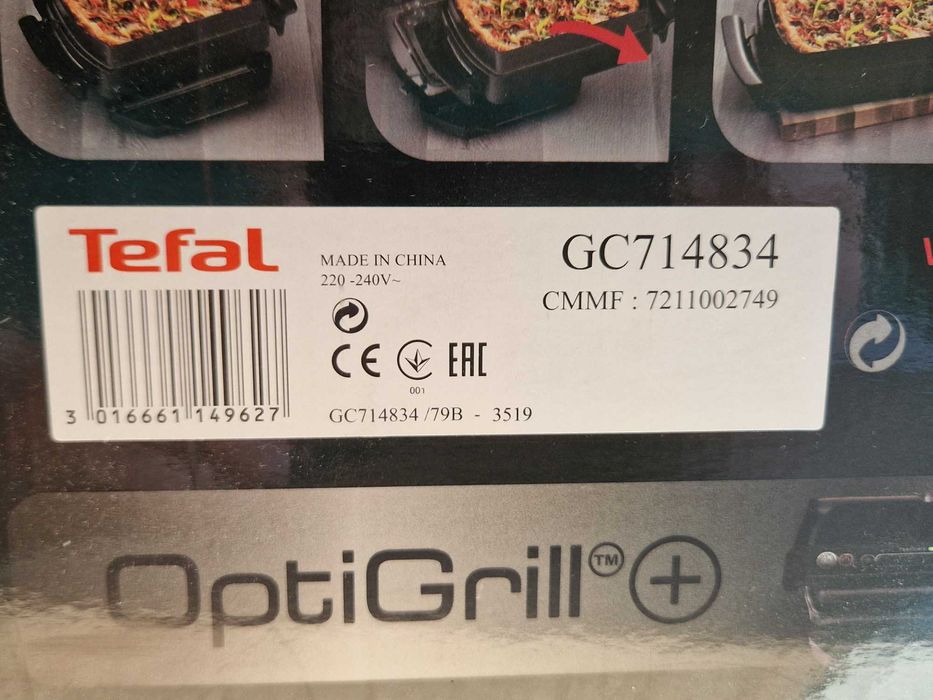 Tefal
MADE IN CHINA
220 -240V~
GC714834
CMMF : 7211002749
CE
EAC
001
3 016661 149627
GC714834 /79B - 3519
OptiGrill™ +